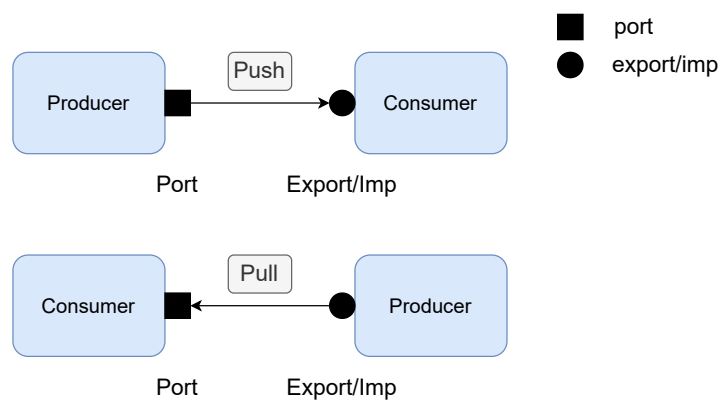 port
export/imp
Push
Producer
Consumer
Port
Export/Imp
Pull
Consumer
Producer
Port
Export/Imp